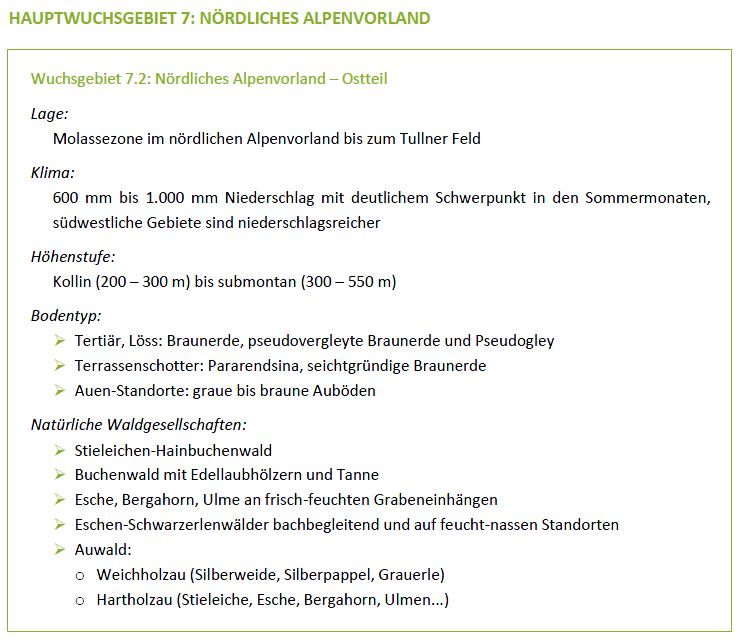 HAUPTWUCHSGEBIET 7: NÖRDLICHES ALPENVORLAND
Wuchsgebiet 7.2: Nördliches Alpenvorland – Ostteil
Lage:
Molassezone im nördlichen Alpenvorland bis zum Tullner Feld
Klima:
600 mm bis 1.000 mm Niederschlag mit deutlichem Schwerpunkt in den Sommermonaten,
südwestliche Gebiete sind niederschlagsreicher
Höhenstufe:
Kollin (200 – 300 m) bis submontan (300 – 550 m)
Bodentyp:
➢ Tertiär, Löss: Braunerde, pseudovergleyte Braunerde und Pseudogley
➢ Terrassenschotter: Pararendsina, seichtgründige Braunerde
➢ Auen-Standorte: graue bis braune Auböden
Natürliche Waldgesellschaften:
➢ Stieleichen-Hainbuchenwald
➢ Buchenwald mit Edellaubhölzern und Tanne
➢ Esche, Bergahorn, Ulme an frisch-feuchten Grabeneinhängen
➢ Eschen-Schwarzerlenwälder bachbegleitend und auf feucht-nassen Standorten
➢ Auwald:
o Weichholzau (Silberweide, Silberpappel, Grauerle)
o Hartholzau (Stieleiche, Esche, Bergahorn, Ulmen...)